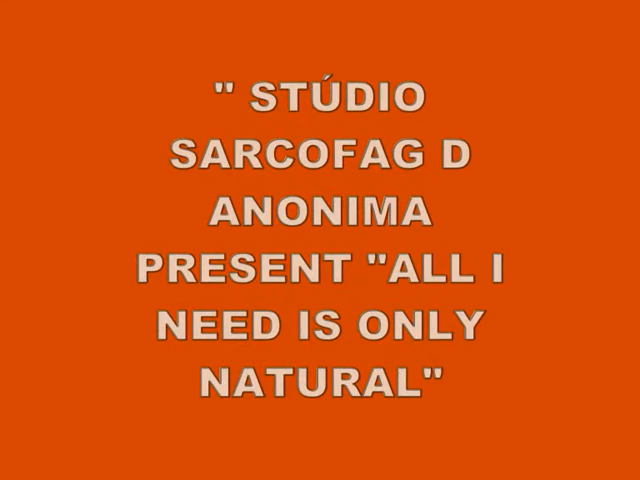 " STÚDIO
SARCOFAG D
ANONIMA
PRESENT "ALL I
NEED IS ONLY
NATURAL"